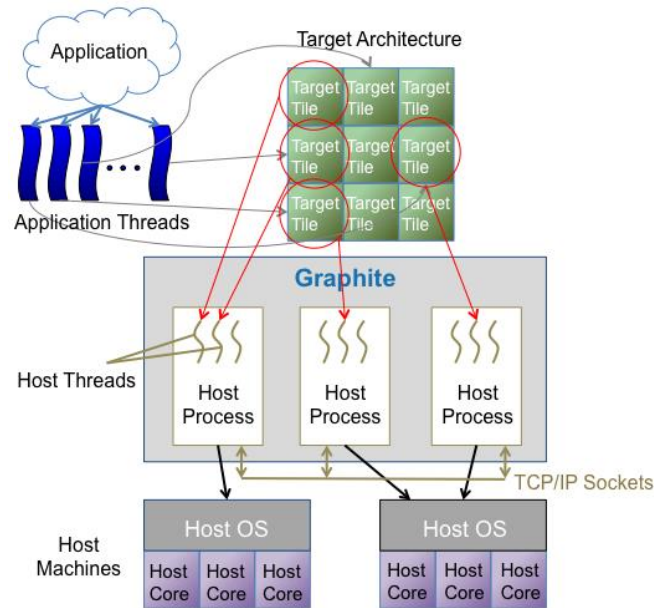 Target Architecture
Application
Target Target Target
Tile Tile Tile
Target Target Target
Tile Tile Tile
Target Target Target
Tile Tile Tile
Application Threads
Graphite
Host Threads
Host Host Host
Process Process Process
TCP/IP Sockets
Host OS Host OS
Host
Machines
Host Host Host Host Host Host
Core Core Core Core Core Core